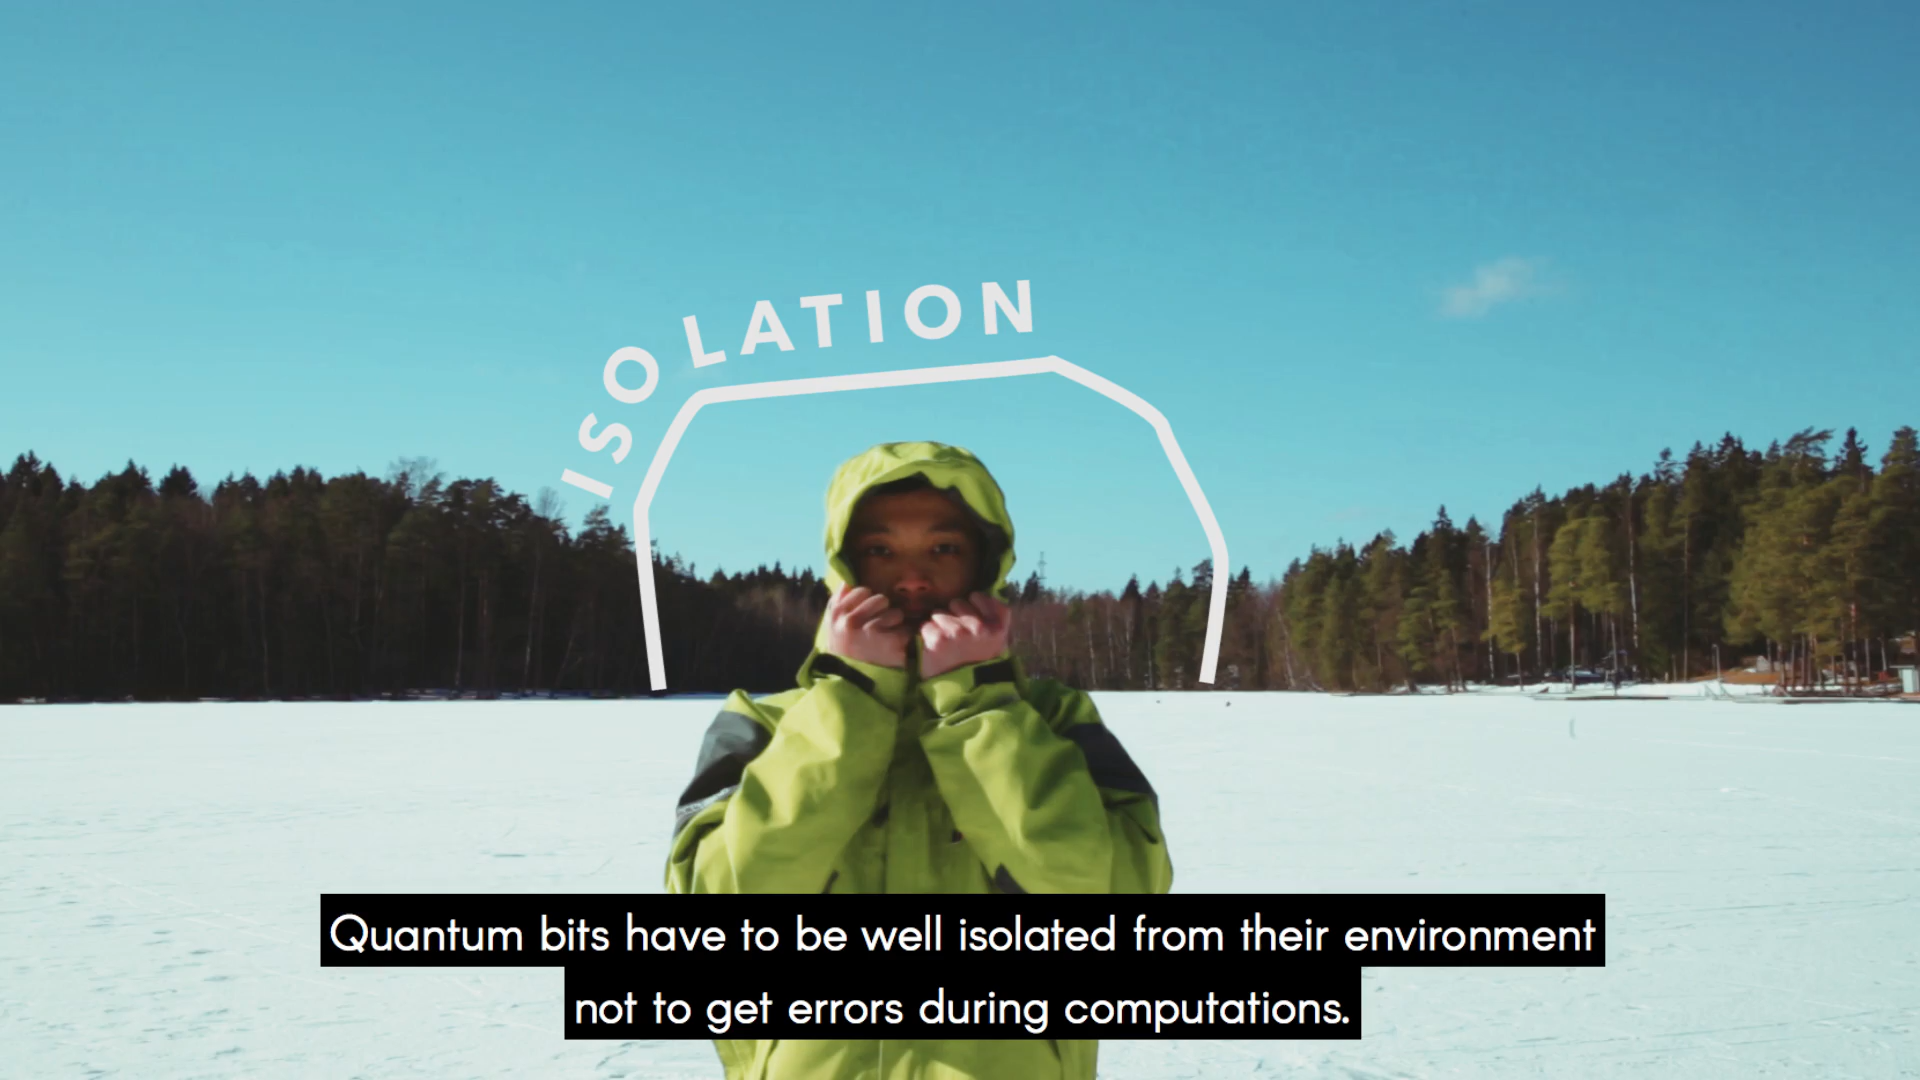 ISOLATION
Quantum bits have to be well isolated from their environment
not to get errors during computations.